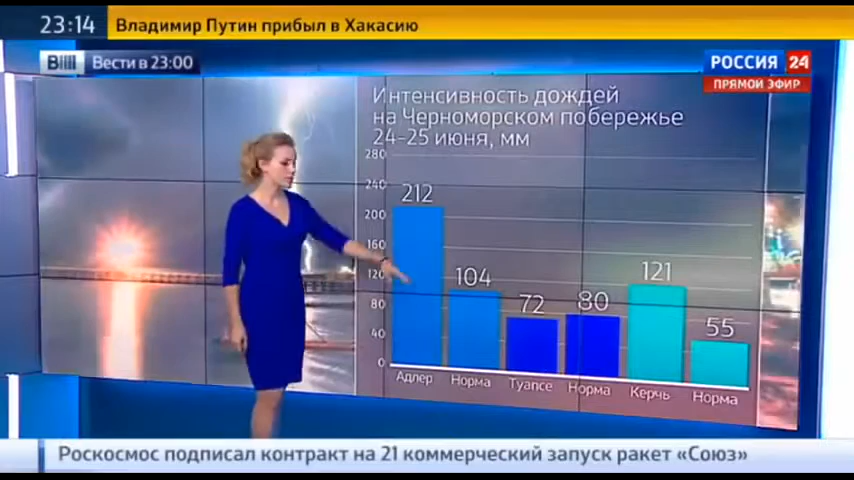 23:14
Владимир Путин прибыл в Хакасию
В Вести в 23:00
РОССИЯ 24
ПРЯМОЙ ЭФИР
Интенсивность дождей
на Черноморском побережье
24-25 июня, мм
280
240
200
160
120
80
40
0
212
104
72
80
121
55
Адлер
Норма
Туапсе
Норма
Керчь
Норма
Роскосмос подписал контракт на 21 коммерческий запуск ракет «Союз»